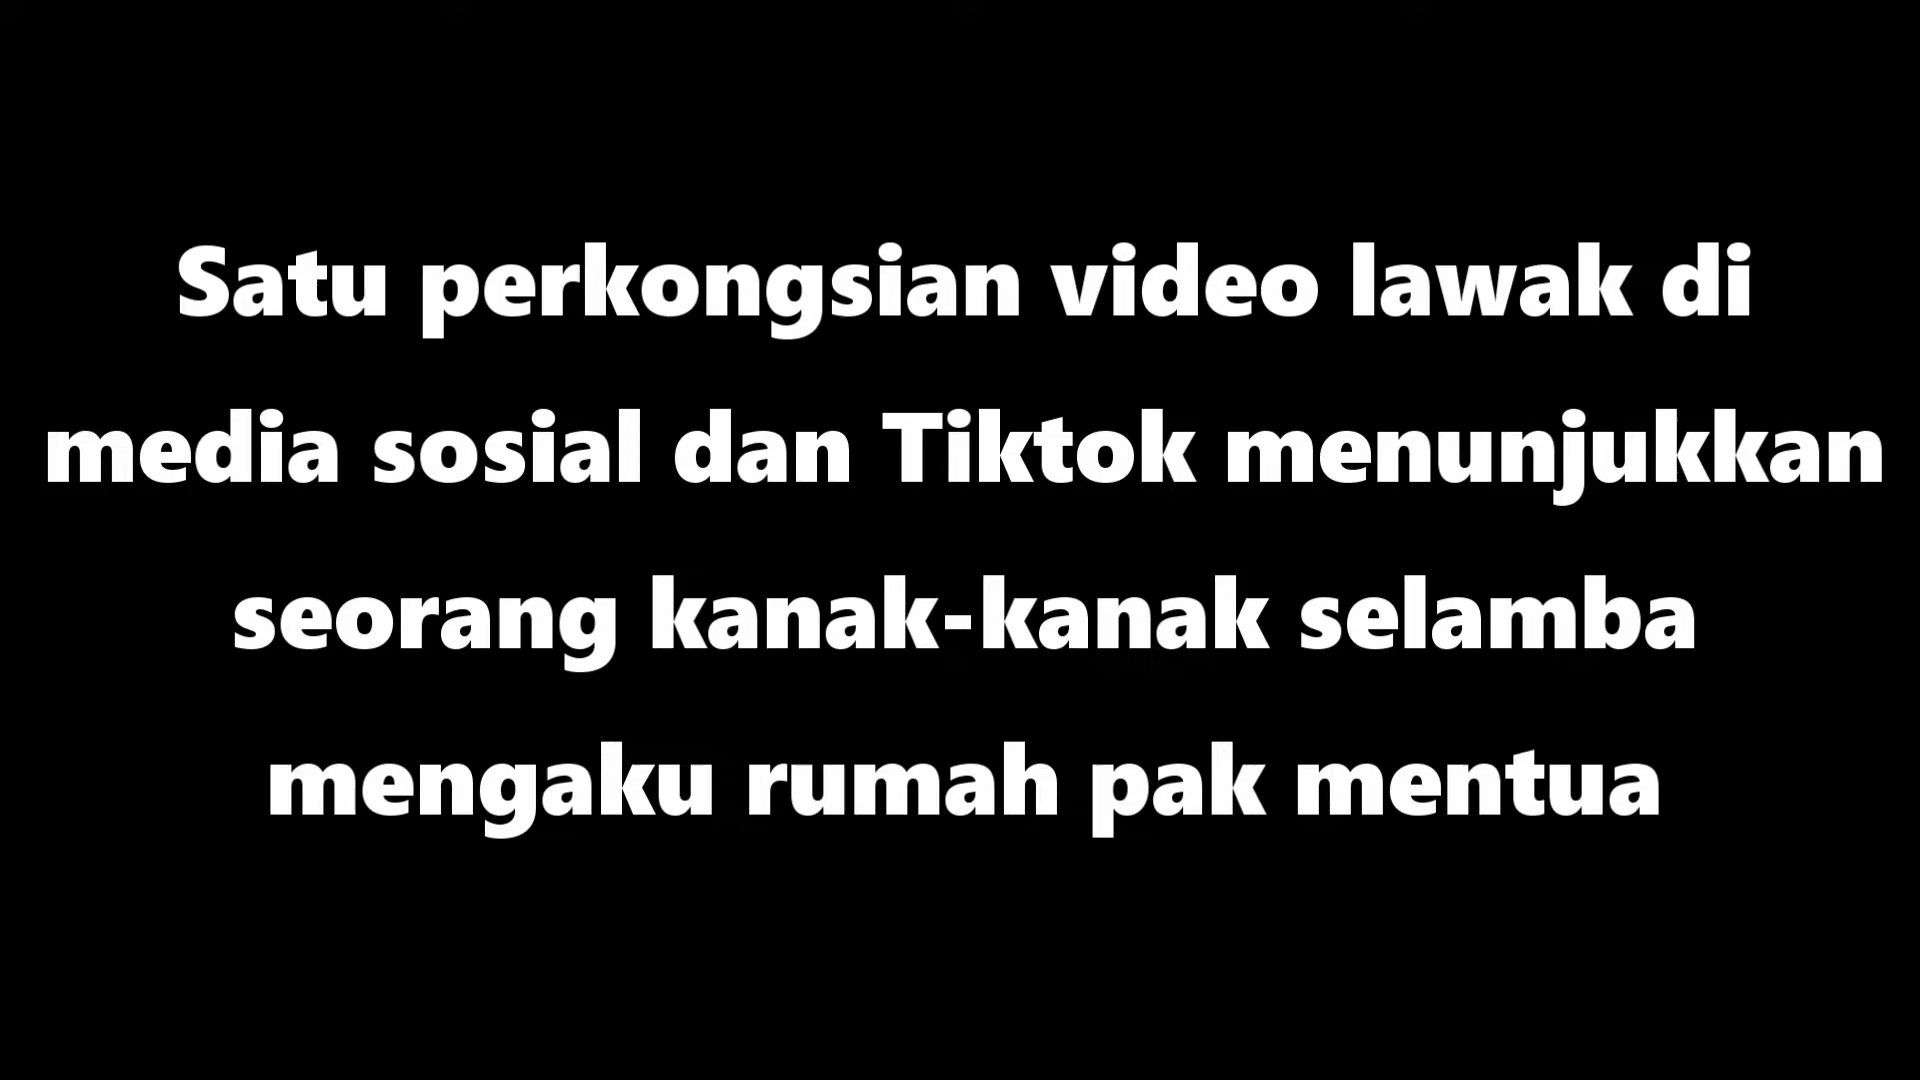 Satu perkongsian video lawak di
media sosial dan Tiktok menunjukkan
seorang kanak-kanak selamba
mengaku rumah pak mentua